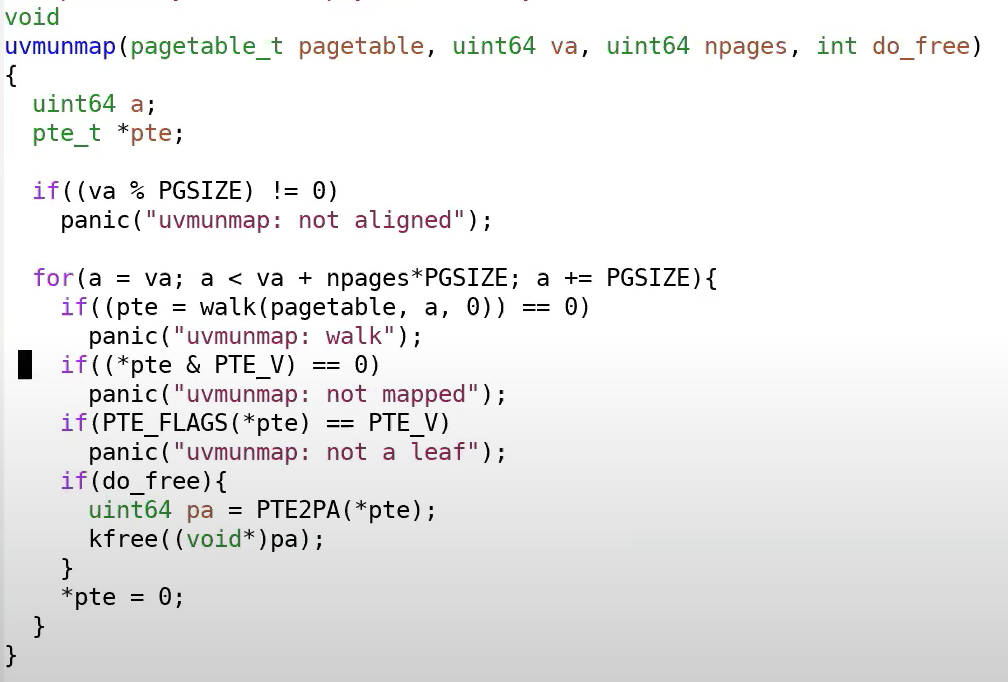 void
uvmunmap(pagetable_t pagetable, uint64 va, uint64 npages, int do_free)
{
  uint64 a;
  pte_t *pte;

  if((va % PGSIZE) != 0)
    panic("uvmunmap: not aligned");

  for(a = va; a < va + npages*PGSIZE; a += PGSIZE){
    if((pte = walk(pagetable, a, 0)) == 0)
      panic("uvmunmap: walk");
    if((*pte & PTE_V) == 0)
      panic("uvmunmap: not mapped");
    if(PTE_FLAGS(*pte) == PTE_V)
      panic("uvmunmap: not a leaf");
    if(do_free){
      uint64 pa = PTE2PA(*pte);
      kfree((void*)pa);
    }
    *pte = 0;
  }
}